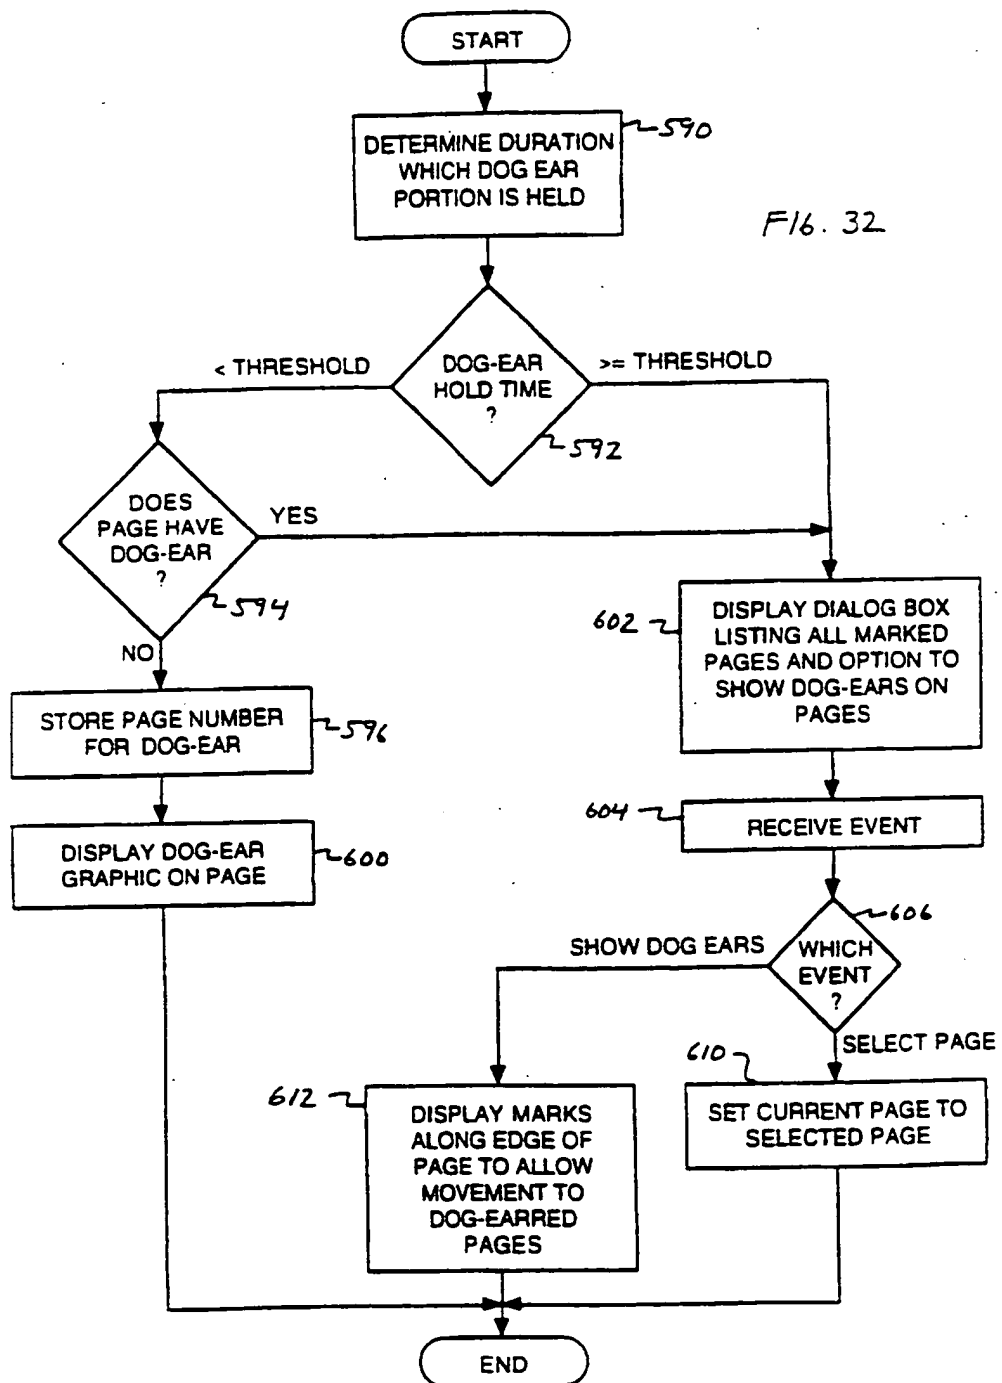 START
DETERMINE DURATION
WHICH DOG EAR
PORTION IS HELD
590
FIG. 32
DOG-EAR
HOLD TIME
?
592
< THRESHOLD
>= THRESHOLD
DOES
PAGE HAVE
DOG-EAR
?
594
YES
NO
STORE PAGE NUMBER
FOR DOG-EAR
596
DISPLAY DOG-EAR
GRAPHIC ON PAGE
600
602
DISPLAY DIALOG BOX
LISTING ALL MARKED
PAGES AND OPTION TO
SHOW DOG-EARS ON
PAGES
604
RECEIVE EVENT
606
WHICH
EVENT
?
SHOW DOG EARS
SELECT PAGE
612
DISPLAY MARKS
ALONG EDGE OF
PAGE TO ALLOW
MOVEMENT TO
DOG-EARRED
PAGES
610
SET CURRENT PAGE TO
SELECTED PAGE
END